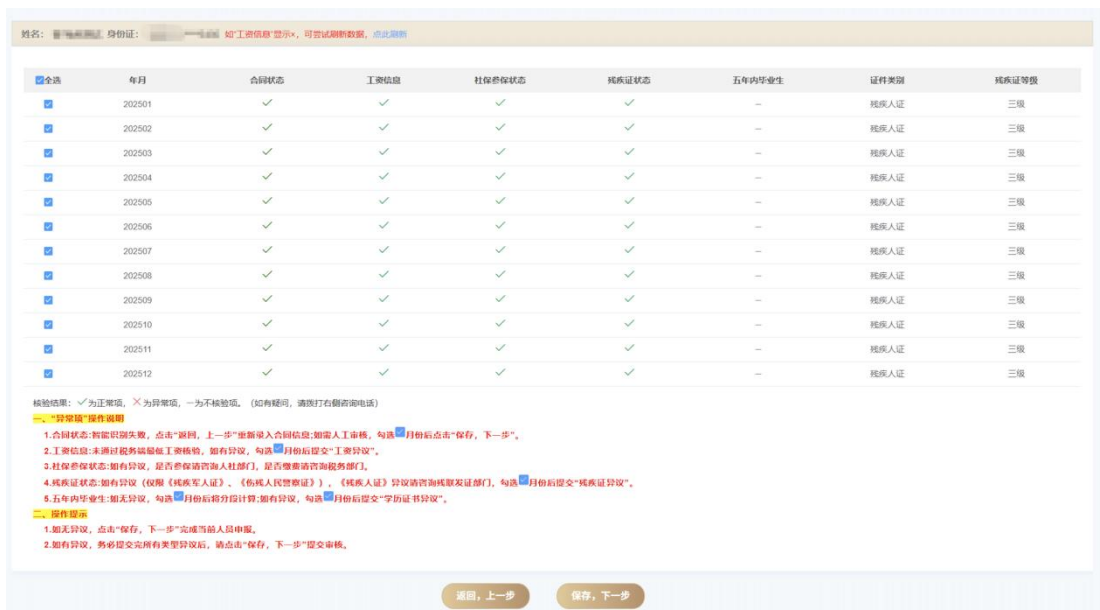 姓名： 身份证： 如"工资信息"显示×，可尝试刷新数据，点此刷新
全选 年月 合同状态 工资信息 社保参保状态 残疾证状态 五年内毕业生 证件类别 残疾证等级
202501 ✓ ✓ ✓ ✓ — 残疾人证 三级
202502 ✓ ✓ ✓ ✓ — 残疾人证 三级
202503 ✓ ✓ ✓ ✓ — 残疾人证 三级
202504 ✓ ✓ ✓ ✓ — 残疾人证 三级
202505 ✓ ✓ ✓ ✓ — 残疾人证 三级
202506 ✓ ✓ ✓ ✓ — 残疾人证 三级
202507 ✓ ✓ ✓ ✓ — 残疾人证 三级
202508 ✓ ✓ ✓ ✓ — 残疾人证 三级
202509 ✓ ✓ ✓ ✓ — 残疾人证 三级
202510 ✓ ✓ ✓ ✓ — 残疾人证 三级
202511 ✓ ✓ ✓ ✓ — 残疾人证 三级
202512 ✓ ✓ ✓ ✓ — 残疾人证 三级
核验结果：✓为正常项，×为异常项，—为不核验项。（如有疑问，请拨打右侧咨询电话）
一、"异常项"操作说明
1.合同状态:智能识别失败，点击"返回，上一步"重新录入合同信息;如需人工审核，勾选☑月份后点击"保存，下一步"。
2.工资信息:未通过税务端最低工资核验，如有异议，勾选☑月份后提交"工资异议"。
3.社保参保状态:如有异议，是否参保请咨询人社部门，是否缴费请咨询税务部门。
4.残疾证状态:如有异议（仅限《残疾军人证》、《伤残人民警察证》），《残疾人证》异议请咨询残联发证部门，勾选☑月份后提交"残疾证异议"。
5.五年内毕业生:如无异议，勾选☑月份后将分段计算;如有异议，勾选☑月份后提交"学历证书异议"。
二、操作提示
1.如无异议，点击"保存，下一步"完成当前人员申报。
2.如有异议，务必提交完所有类型异议后，请点击"保存，下一步"提交审核。
返回，上一步 保存，下一步